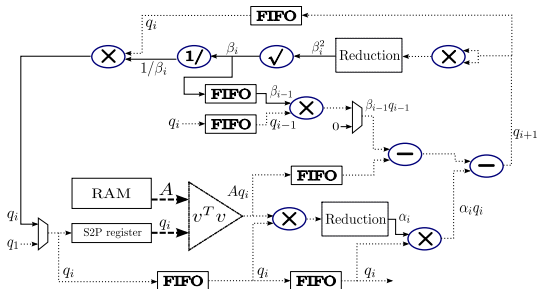 FIFO
q_i
q_{i+1}
×
1/
β_i
√
β_i^2
Reduction
×
1/β_i
FIFO
β_{i−1}
×
β_{i−1}q_{i−1}
q_i
FIFO
q_{i−1}
0
−
−
RAM
A
Aq_i
FIFO
q_i
q_1
S2P register
q_i
v^T v
×
Reduction
α_i
×
α_i q_i
q_i
FIFO
q_i
FIFO
q_i